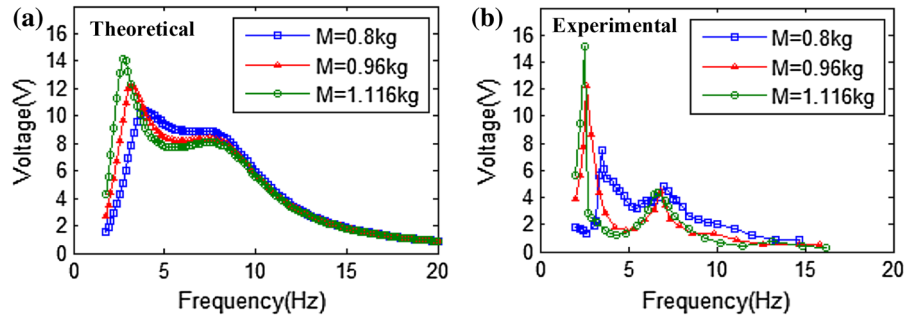 (a)
Theoretical
M=0.8kg
M=0.96kg
M=1.116kg
Voltage(V)
16
14
12
10
8
6
4
2
0
0
5
10
15
20
Frequency(Hz)
(b)
Experimental
M=0.8kg
M=0.96kg
M=1.116kg
Voltage(V)
16
14
12
10
8
6
4
2
0
0
5
10
15
20
Frequency(Hz)